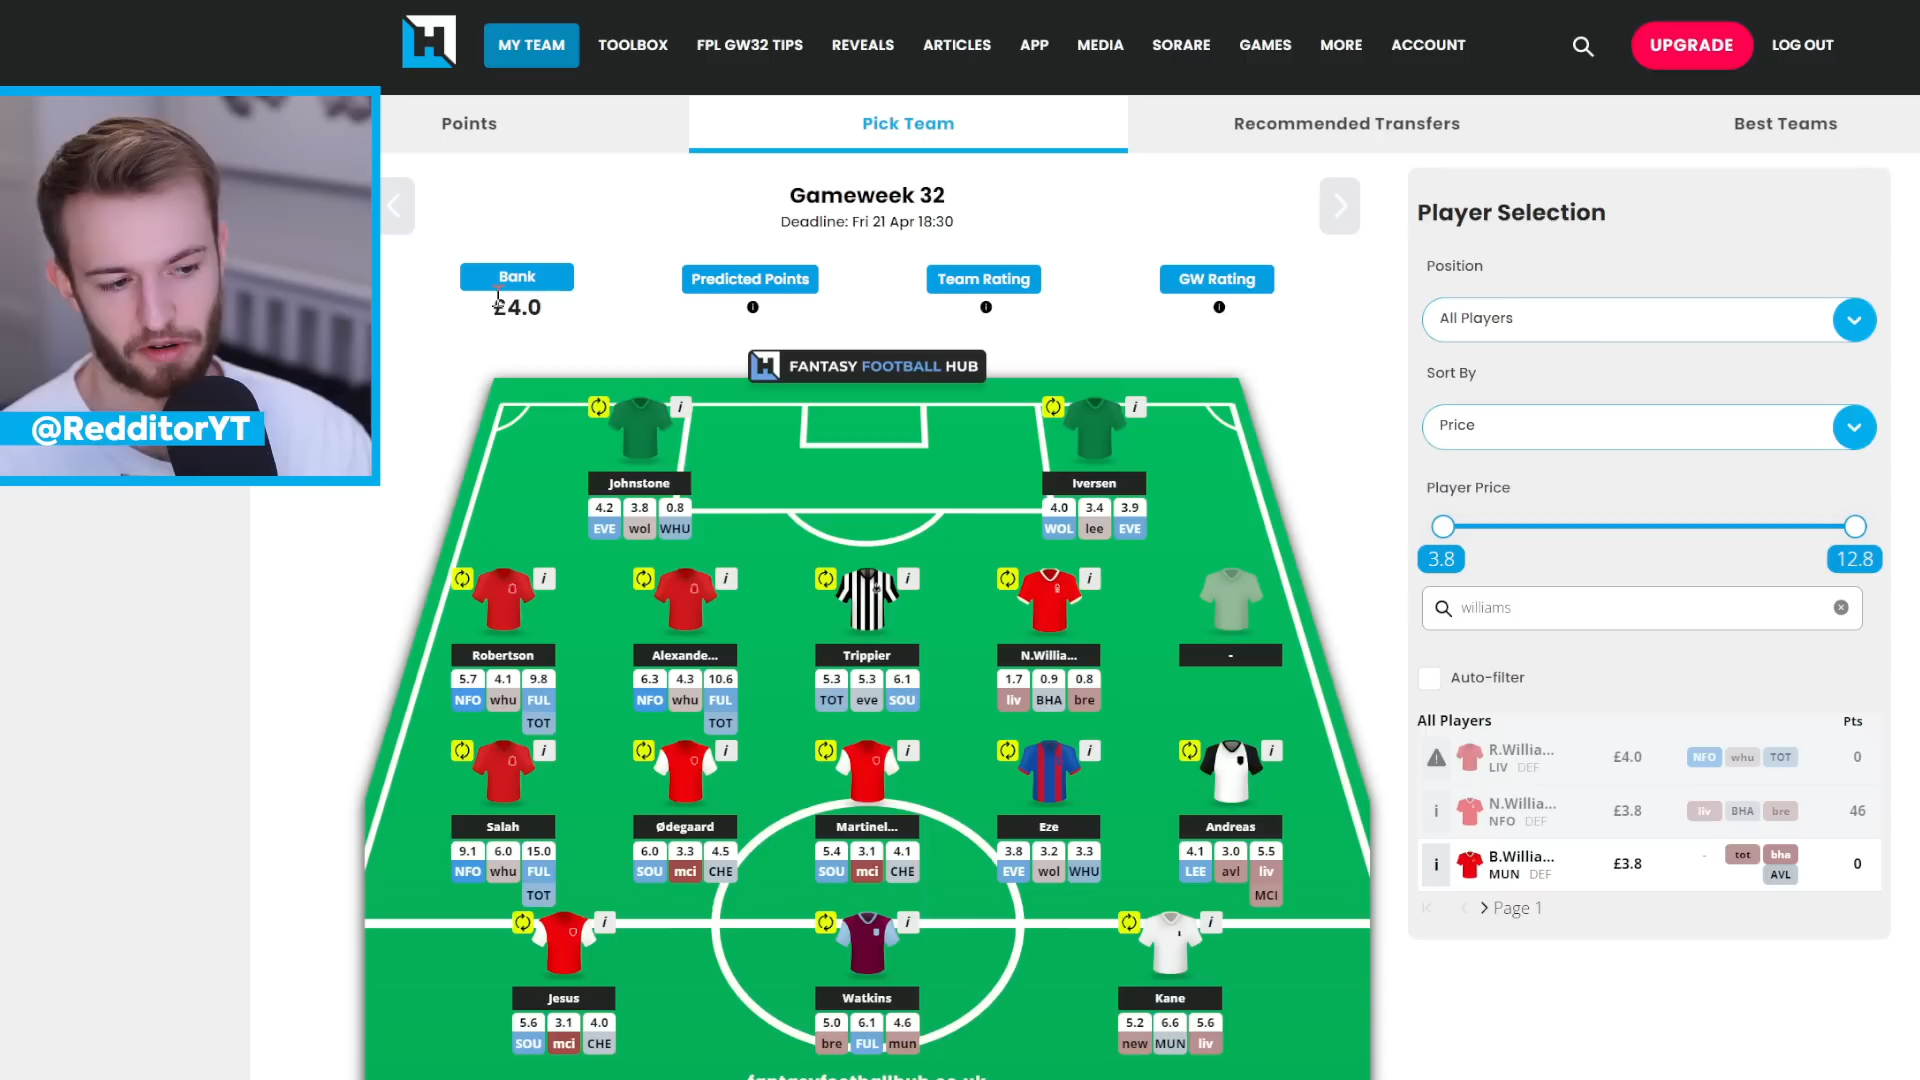 MY TEAM TOOLBOX FPL GW32 TIPS REVEALS ARTICLES APP MEDIA SORARE GAMES MORE ACCOUNT UPGRADE LOG OUT
Points Pick Team Recommended Transfers Best Teams
@RedditorYT
Gameweek 32
Deadline: Fri 21 Apr 18:30
Bank Predicted Points Team Rating GW Rating
£4.0
FANTASY FOOTBALL HUB
Johnstone Iversen
4.2 3.8 0.8 4.0 3.4 3.9
EVE wol WHU WOL lee EVE
Robertson Alexande... Trippier N.Willia... -
5.7 4.1 9.8 6.3 4.3 10.6 5.3 5.3 6.1 1.7 0.9 0.8
NFO whu FUL NFO whu FUL TOT eve SOU liv BHA bre
TOT TOT
Salah Ødegaard Martinel... Eze Andreas
9.1 6.0 15.0 6.0 3.3 4.5 5.4 3.1 4.1 3.8 3.2 3.3 4.1 3.0 5.5
NFO whu FUL SOU mci CHE SOU mci CHE EVE wol WHU LEE avl liv
TOT MCI
Jesus Watkins Kane
5.6 3.1 4.0 5.0 6.1 4.6 5.2 6.6 5.6
SOU mci CHE bre FUL mun new MUN liv
fantasyfootballhub.co.uk
Player Selection
Position
All Players
Sort By
Price
Player Price
3.8 12.8
williams
Auto-filter
All Players Pts
R.Willia... £4.0 NFO whu TOT 0
LIV DEF
N.Willia... £3.8 liv BHA bre 46
NFO DEF
B.Willia... £3.8 - tot bha 0
MUN DEF AVL
Page 1